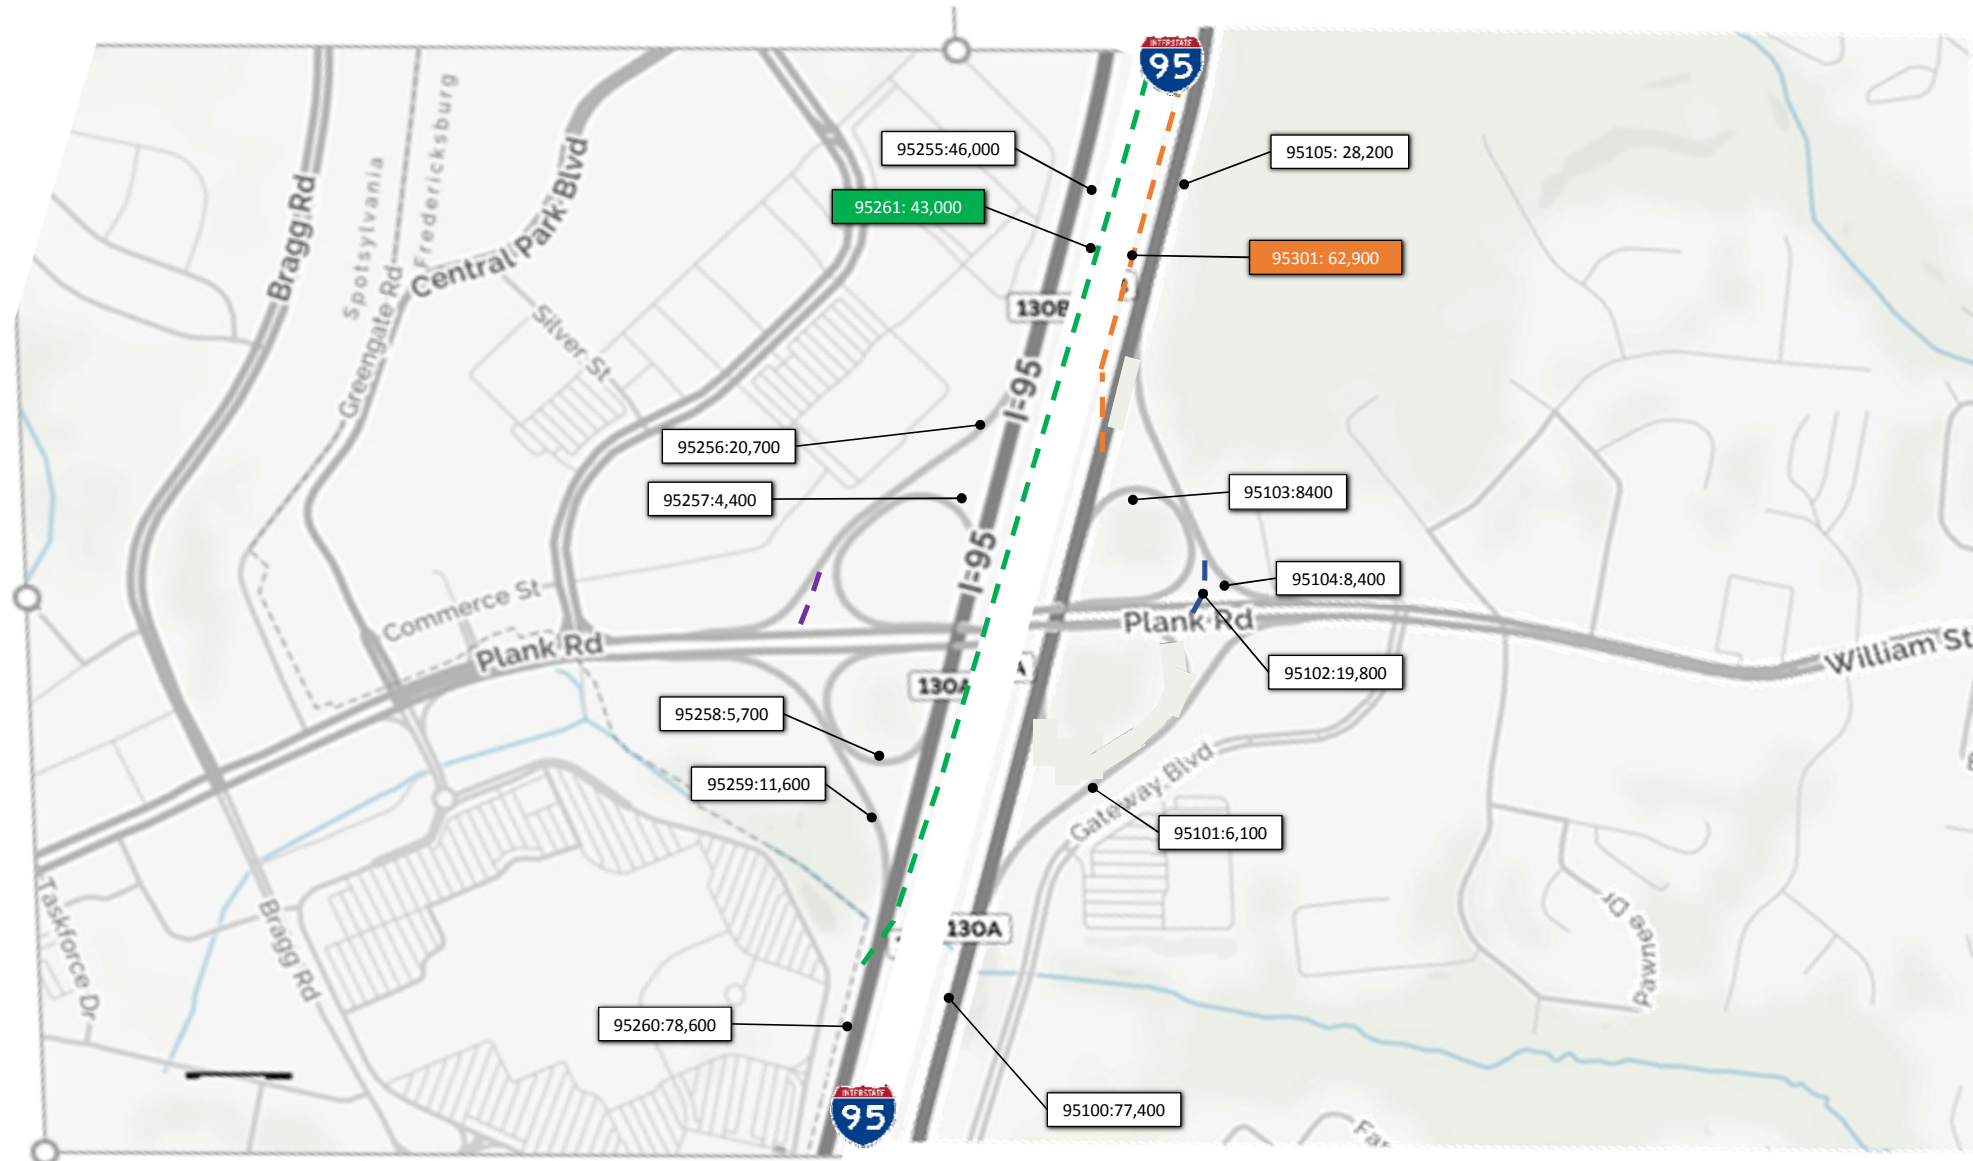 INTERSTATE
95
95255:46,000
95105: 28,200
95261: 43,000
95301: 62,900
Bragg Rd
Spotsylvania
Fredericksburg
Greengate Rd
Central Park Blvd
Silver St
130B
I-95
95256:20,700
95257:4,400
95103:8400
I-95
95104:8,400
Commerce St
Plank Rd
Plank Rd
William St
95102:19,800
130A
A
95258:5,700
95259:11,600
95101:6,100
Gateway Blvd
Taskforce Dr
Bragg Rd
130A
Pawnee Dr
95260:78,600
95100:77,400
INTERSTATE
95